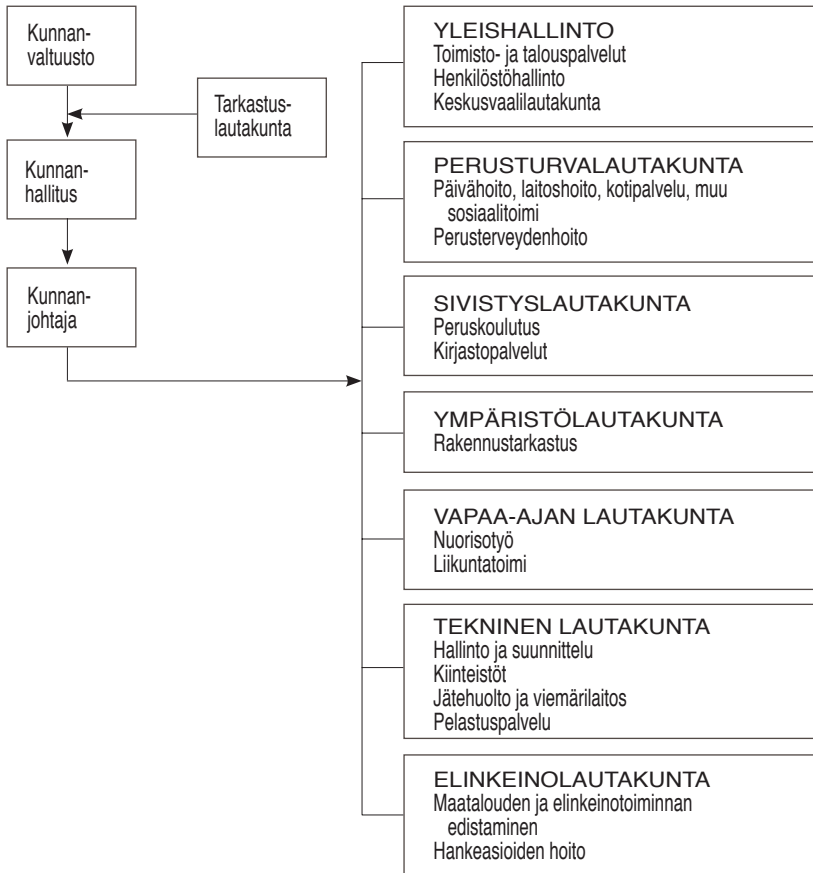 Kunnan-
valtuusto
Tarkastus-
lautakunta
Kunnan-
hallitus
Kunnan-
johtaja
YLEISHALLINTO
Toimisto- ja talouspalvelut
Henkilöstöhallinto
Keskusvaalilautakunta
PERUSTURVALAUTAKUNTA
Päivähoito, laitoshoito, kotipalvelu, muu
sosiaalitoimi
Perusterveydenhoito
SIVISTYSLAUTAKUNTA
Peruskoulutus
Kirjastopalvelut
YMPÄRISTÖLAUTAKUNTA
Rakennustarkastus
VAPAA-AJAN LAUTAKUNTA
Nuorisotyö
Liikuntatoimi
TEKNINEN LAUTAKUNTA
Hallinto ja suunnittelu
Kiinteistöt
Jätehuolto ja viemärilaitos
Pelastuspalvelu
ELINKEINOLAUTAKUNTA
Maatalouden ja elinkeinotoiminnan
edistaminen
Hankeasioiden hoito